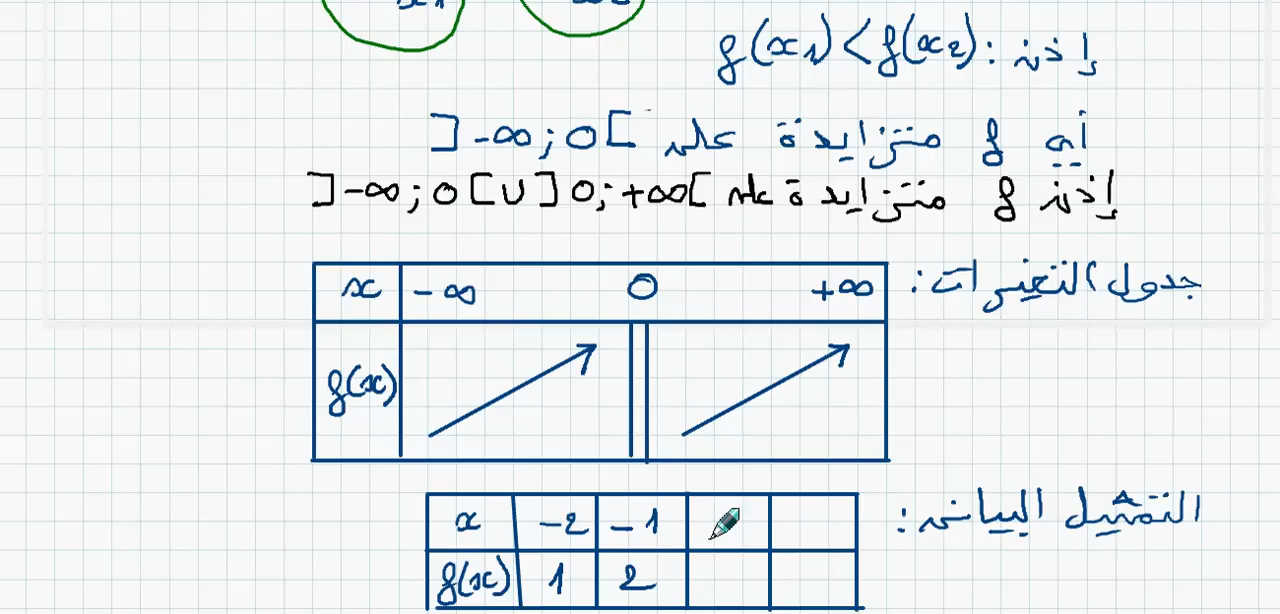 إذن : f(x1) < f(x2)
أي f متزايدة على ]-∞;0[
إذن f متزايدة على ]-∞;0[ U ]0;+∞[
جدول التغيرات :
x -∞ 0 +∞
f(x)
التمثيل البياني :
x -2 -1
f(x) 1 2